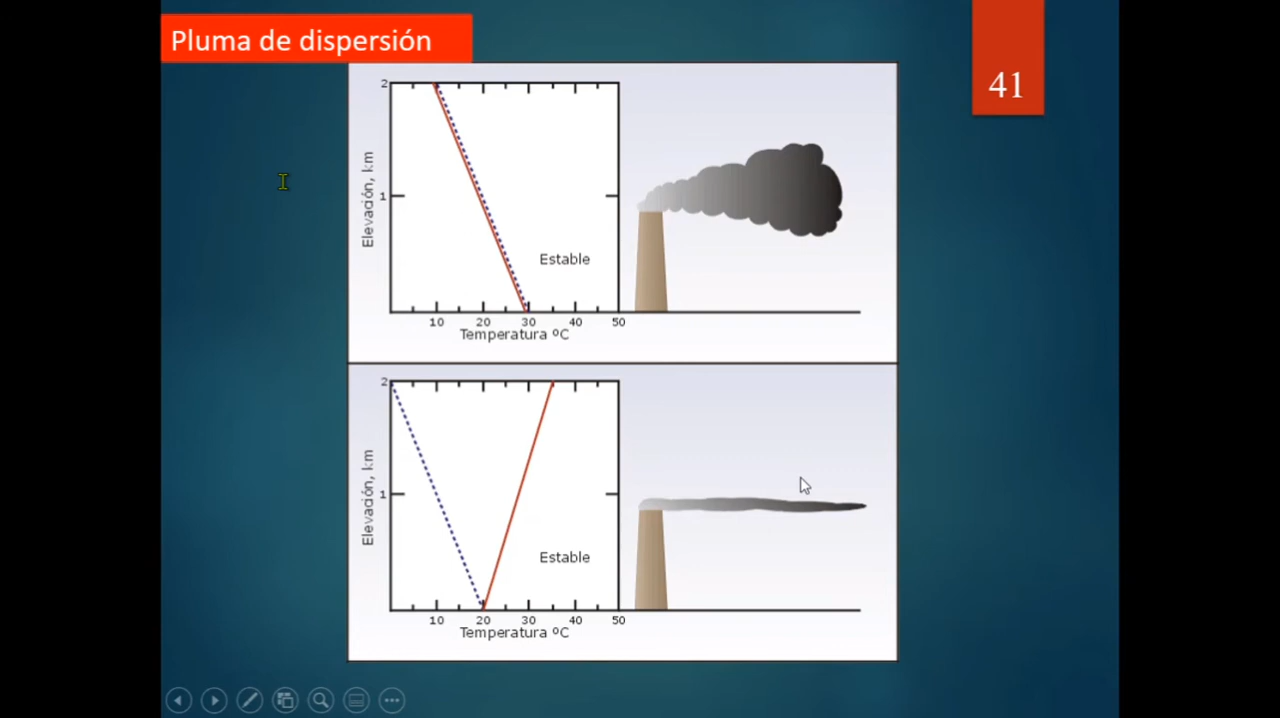 Pluma de dispersión
41
2
1
Elevación, km
Estable
10 20 30 40 50
Temperatura ºC
2
1
Elevación, km
Estable
10 20 30 40 50
Temperatura ºC